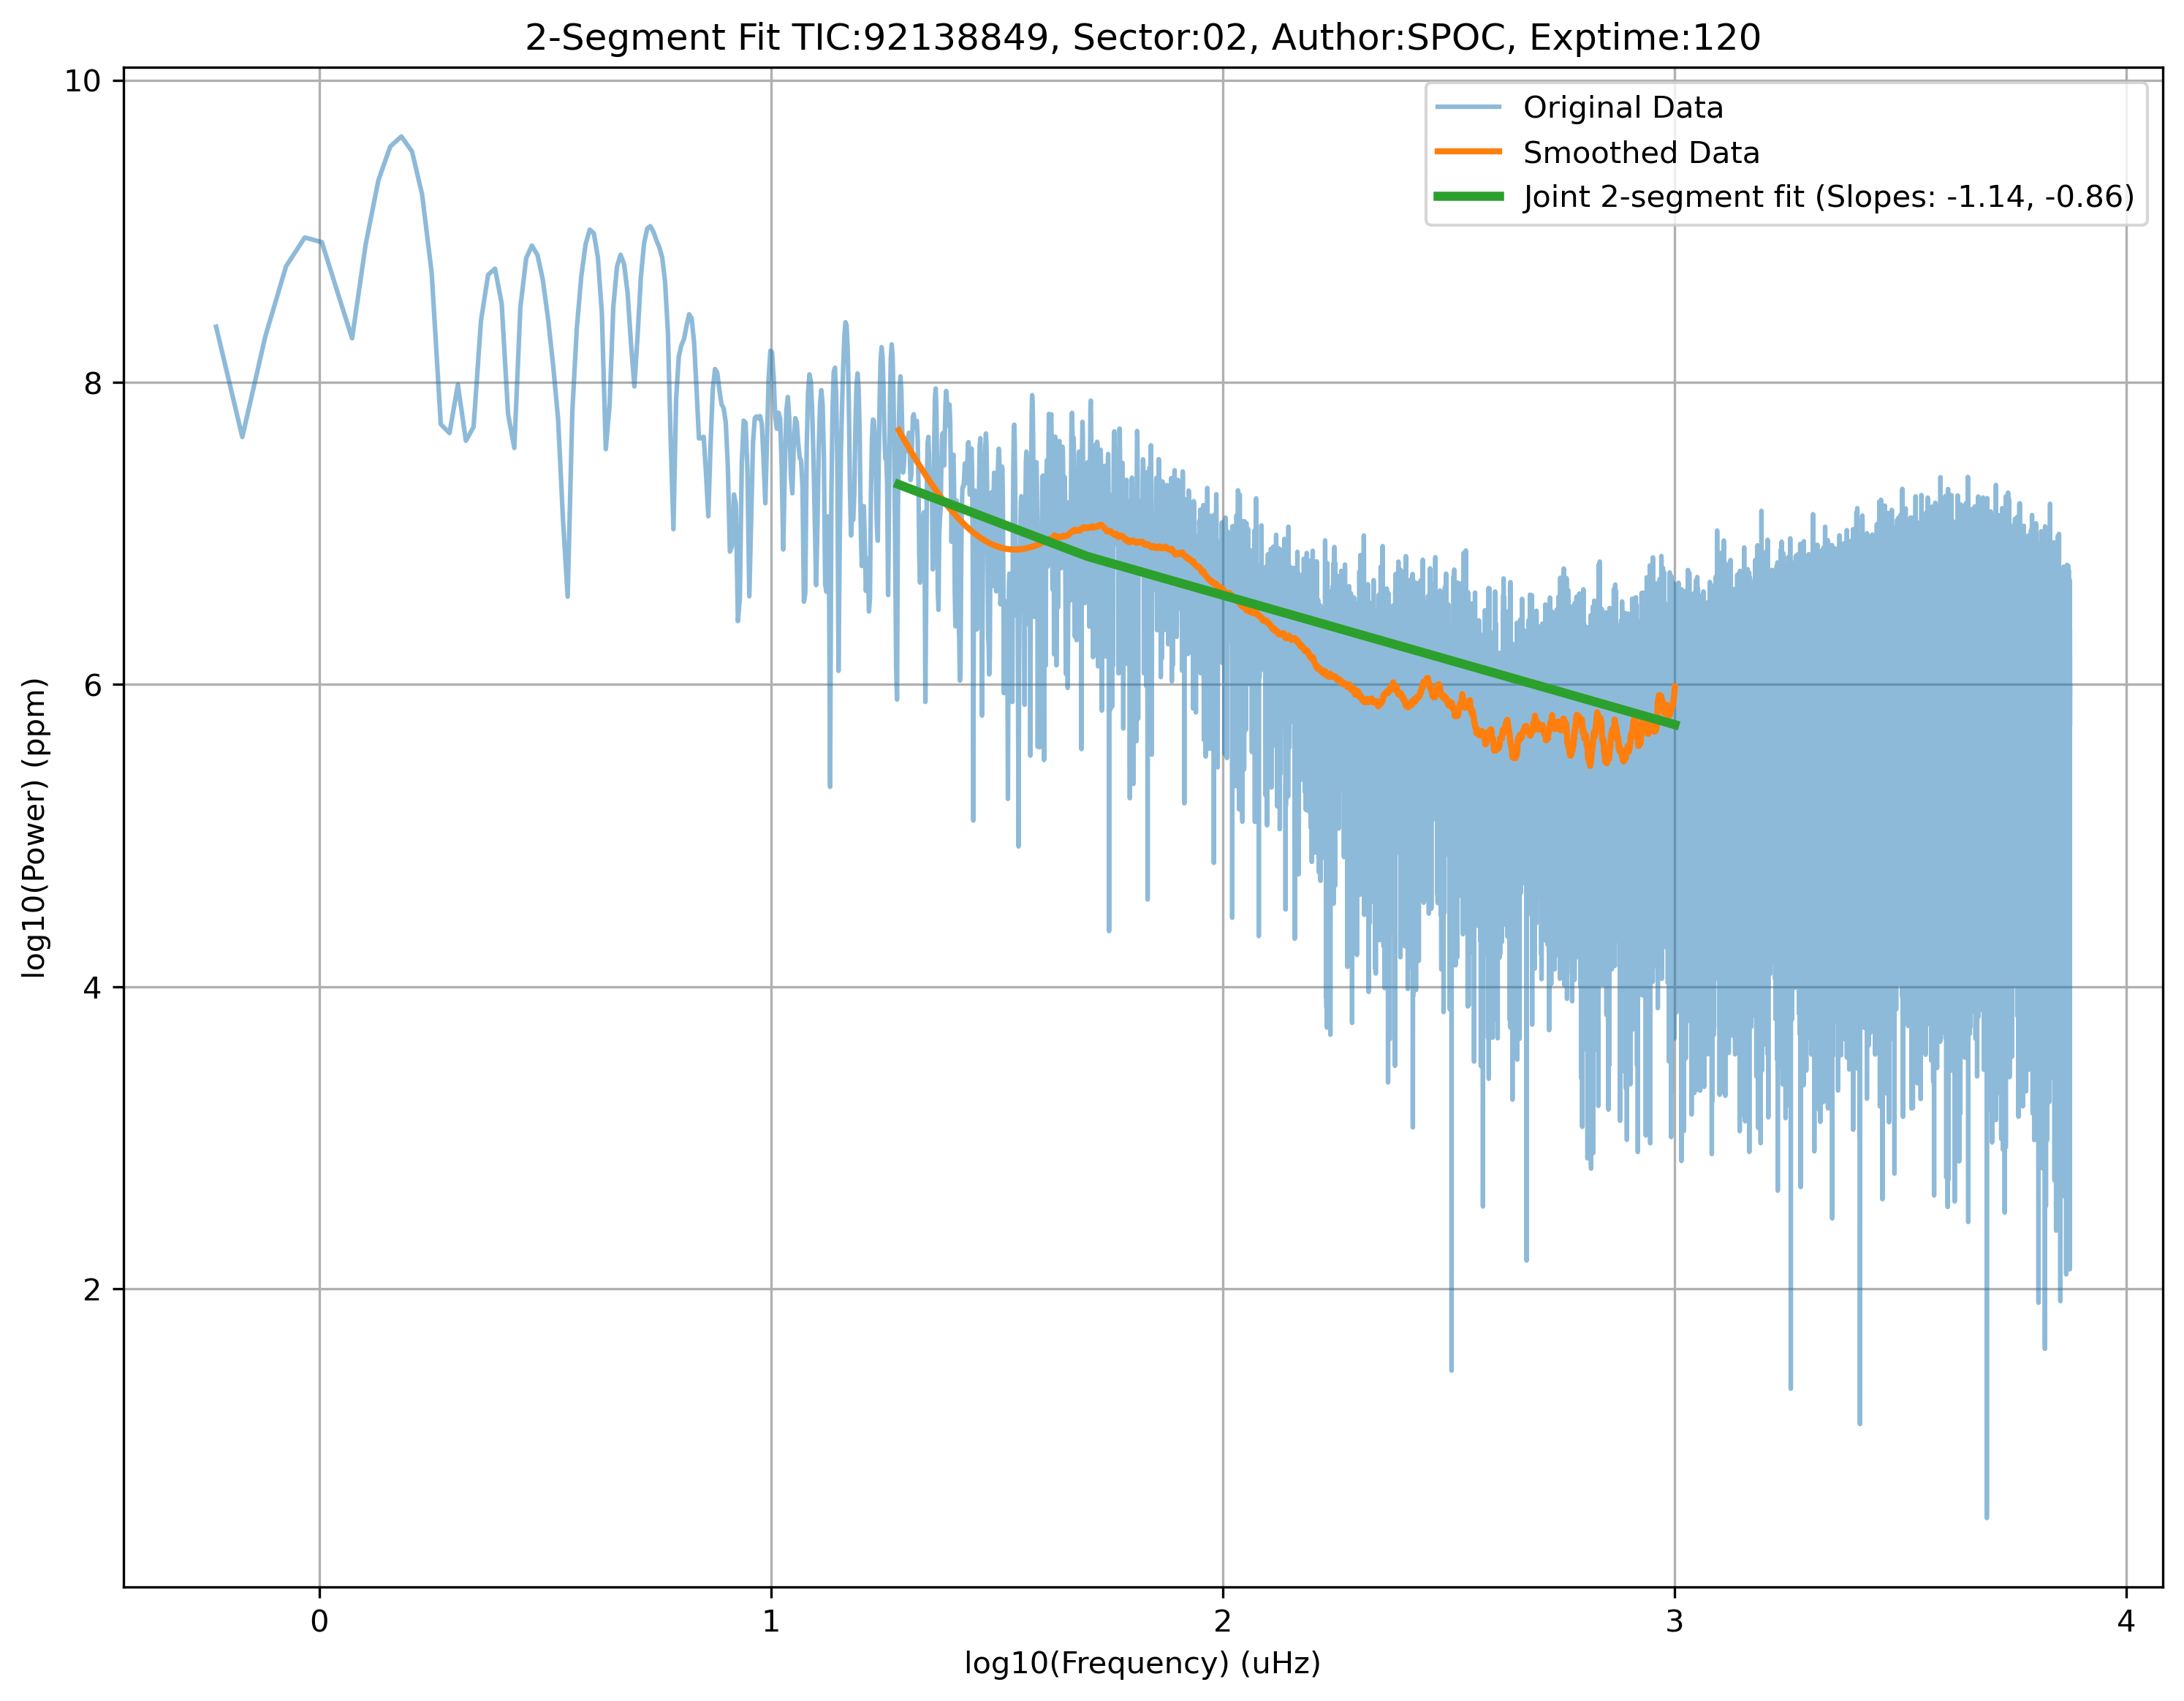 2-Segment Fit TIC:92138849, Sector:02, Author:SPOC, Exptime:120
Original Data
Smoothed Data
Joint 2-segment fit (Slopes: -1.14, -0.86)
10
8
6
4
2
log10(Power) (ppm)
0 1 2 3 4
log10(Frequency) (uHz)